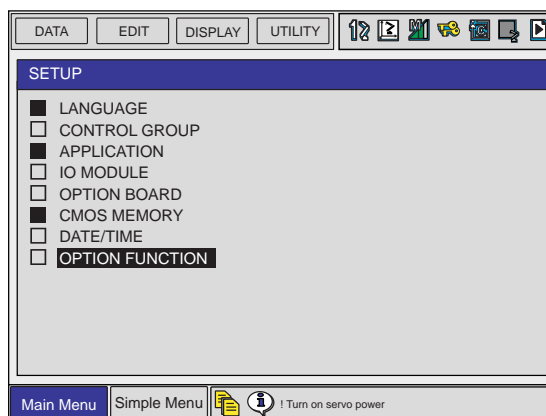 DATA EDIT DISPLAY UTILITY
SETUP
LANGUAGE
CONTROL GROUP
APPLICATION
IO MODULE
OPTION BOARD
CMOS MEMORY
DATE/TIME
OPTION FUNCTION
Main Menu Simple Menu ! Turn on servo power